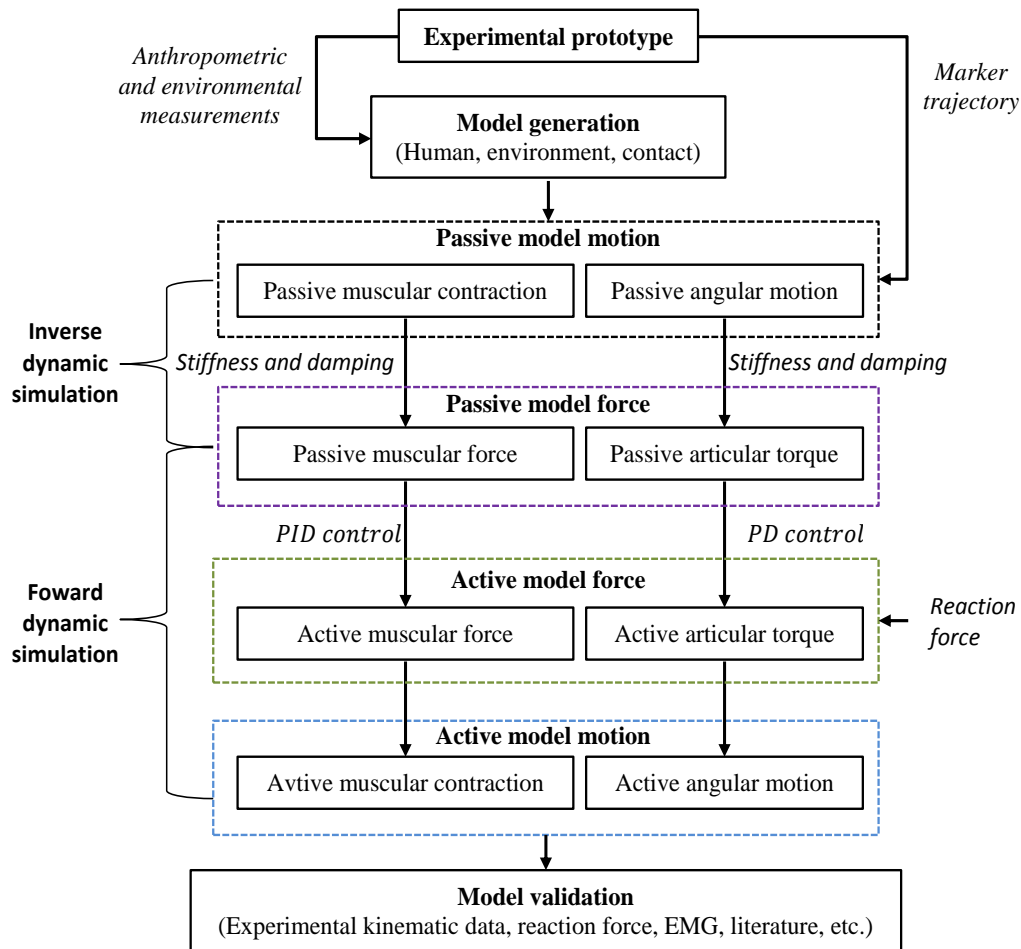 Experimental prototype
Anthropometric
and environmental
measurements
Marker
trajectory
Model generation
(Human, environment, contact)
Passive model motion
Passive muscular contraction
Passive angular motion
Inverse
dynamic
simulation
Stiffness and damping
Stiffness and damping
Passive model force
Passive muscular force
Passive articular torque
PID control
PD control
Foward
dynamic
simulation
Active model force
Active muscular force
Active articular torque
Reaction
force
Active model motion
Avtive muscular contraction
Active angular motion
Model validation
(Experimental kinematic data, reaction force, EMG, literature, etc.)